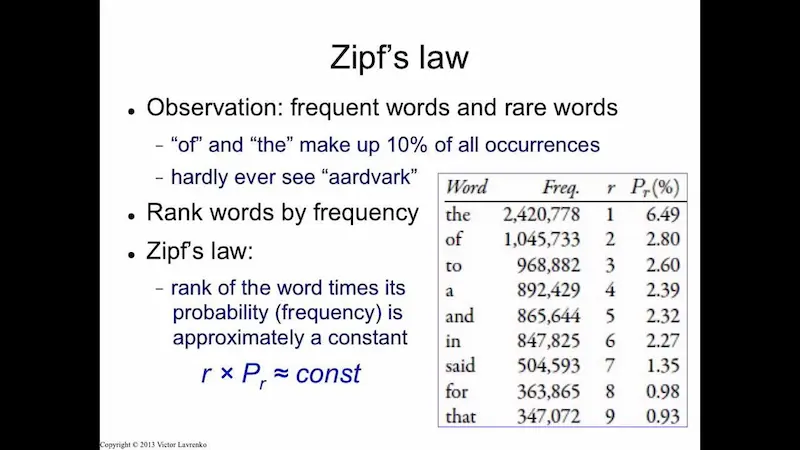 Zipf’s law
● Observation: frequent words and rare words
– “of” and “the” make up 10% of all occurrences
– hardly ever see “aardvark”
● Rank words by frequency
● Zipf’s law:
– rank of the word times its
probability (frequency) is
approximately a constant
r × Pr ≈ const
Word Freq. r Pr(%)
the 2,420,778 1 6.49
of 1,045,733 2 2.80
to 968,882 3 2.60
a 892,429 4 2.39
and 865,644 5 2.32
in 847,825 6 2.27
said 504,593 7 1.35
for 363,865 8 0.98
that 347,072 9 0.93
Copyright © 2013 Victor Lavrenko